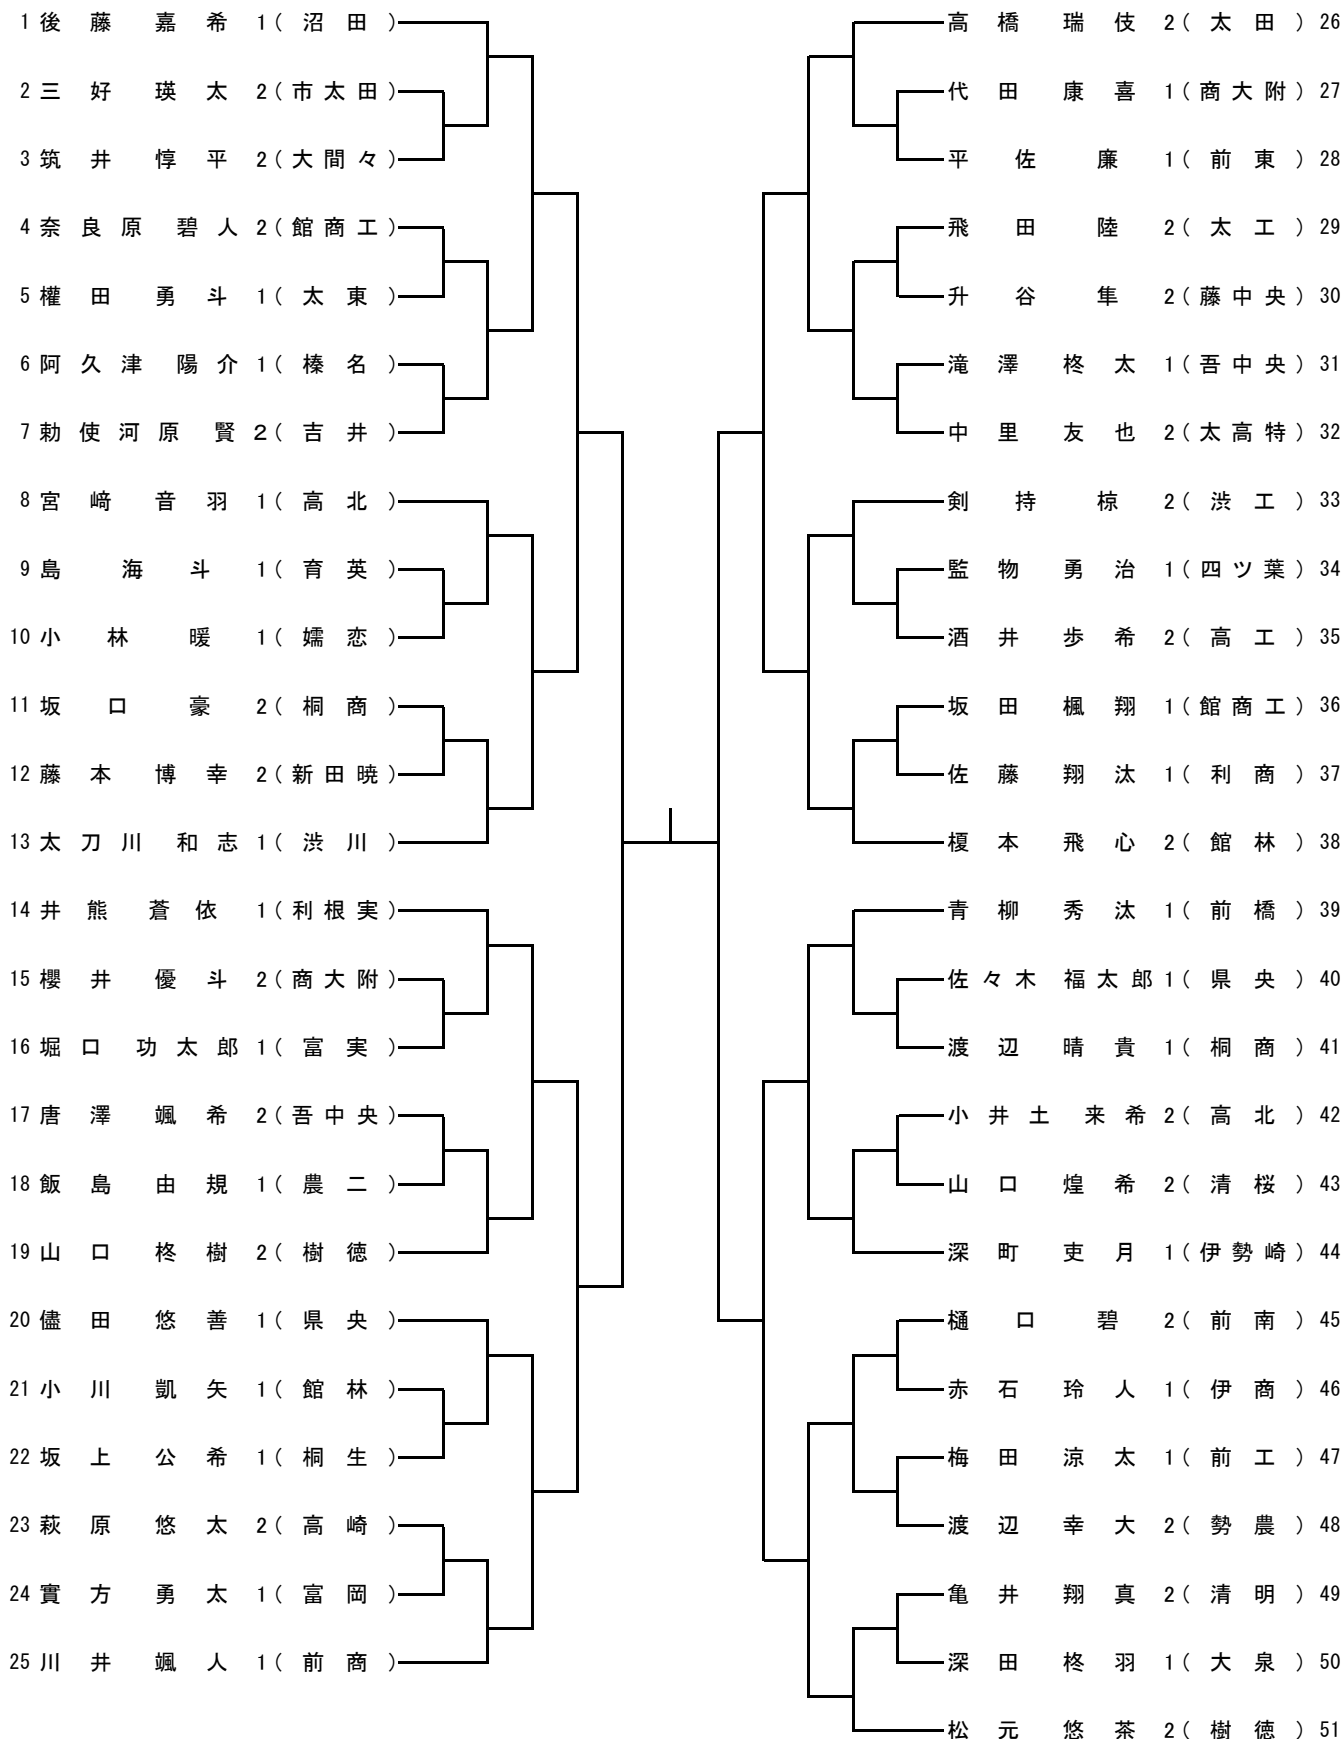 1 後藤 嘉希 1(沼田)
2 三好 瑛太 2(市太田)
3 筑井 惇平 2(大間々)
4 奈良原 碧人 2(館商工)
5 權田 勇斗 1(太東)
6 阿久津 陽介 1(榛名)
7 勅使河原 賢 2(吉井)
8 宮﨑 音羽 1(高北)
9 島 海斗 1(育英)
10 小林 暖 1(嬬恋)
11 坂口 豪 2(桐商)
12 藤本 博幸 2(新田暁)
13 太刀川 和志 1(渋川)
14 井熊 蒼依 1(利根実)
15 櫻井 優斗 2(商大附)
16 堀口 功太郎 1(富実)
17 唐澤 颯希 2(吾中央)
18 飯島 由規 1(農二)
19 山口 柊樹 2(樹徳)
20 儘田 悠善 1(県央)
21 小川 凱矢 1(館林)
22 坂上 公希 1(桐生)
23 萩原 悠太 2(高崎)
24 實方 勇太 1(富岡)
25 川井 颯人 1(前商)
高橋 瑞伎 2(太田) 26
代田 康喜 1(商大附) 27
平佐 廉 1(前東) 28
飛田 陸 2(太工) 29
升谷 隼 2(藤中央) 30
滝澤 柊太 1(吾中央) 31
中里 友也 2(太高特) 32
剣持 椋 2(渋工) 33
監物 勇治 1(四ツ葉) 34
酒井 歩希 2(高工) 35
坂田 楓翔 1(館商工) 36
佐藤 翔汰 1(利商) 37
榎本 飛心 2(館林) 38
青柳 秀汰 1(前橋) 39
佐々木 福太郎 1(県央) 40
渡辺 晴貴 1(桐商) 41
小井土 来希 2(高北) 42
山口 煌希 2(清桜) 43
深町 吏月 1(伊勢崎) 44
樋口 碧 2(前南) 45
赤石 玲人 1(伊商) 46
梅田 涼太 1(前工) 47
渡辺 幸大 2(勢農) 48
亀井 翔真 2(清明) 49
深田 柊羽 1(大泉) 50
松元 悠茶 2(樹徳) 51